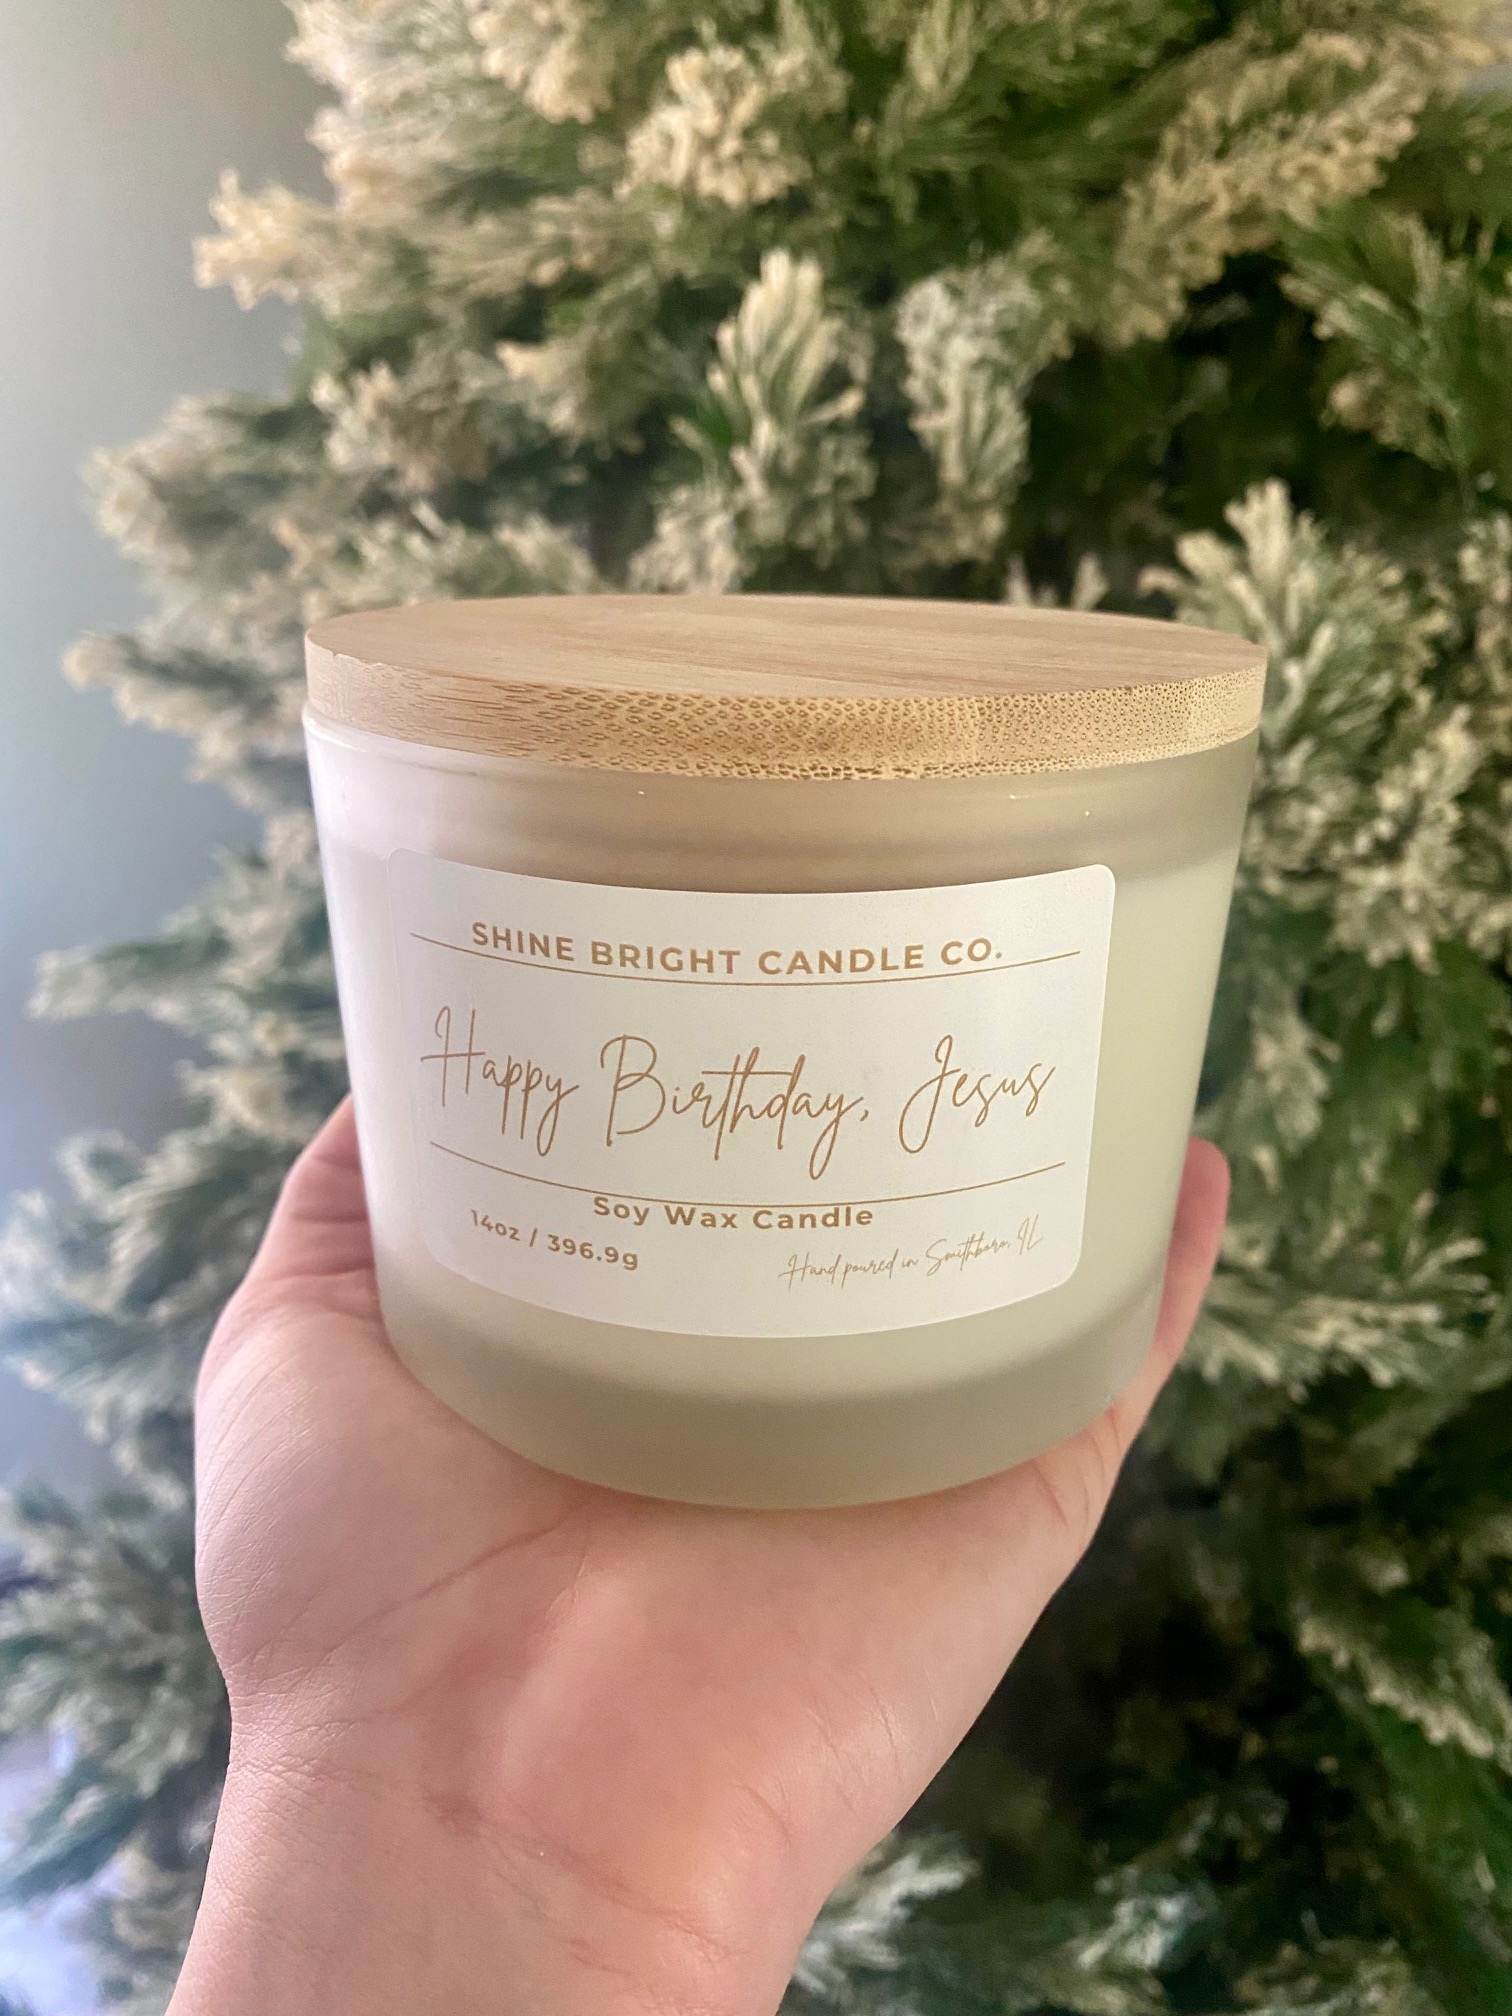 SHINE BRIGHT CANDLE CO.
Happy Birthday, Jesus
Soy Wax Candle
14oz / 396.9g
Hand poured in Smithboro, IL